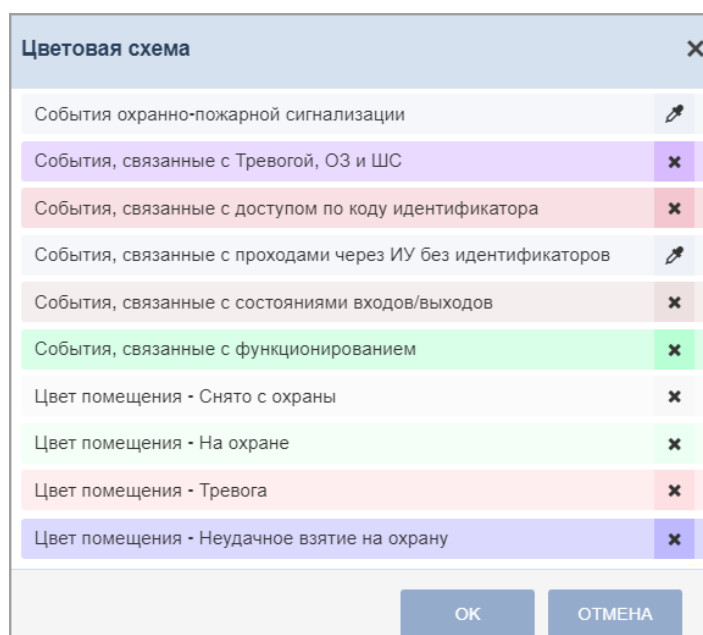 Цветовая схема
События охранно-пожарной сигнализации
События, связанные с Тревогой, ОЗ и ШС
События, связанные с доступом по коду идентификатора
События, связанные с проходами через ИУ без идентификаторов
События, связанные с состояниями входов/выходов
События, связанные с функционированием
Цвет помещения - Снято с охраны
Цвет помещения - На охране
Цвет помещения - Тревога
Цвет помещения - Неудачное взятие на охрану
ОК ОТМЕНА